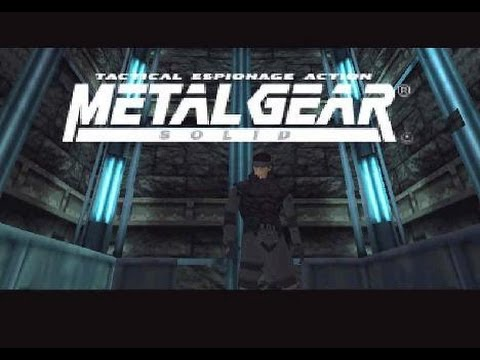 TACTICAL ESPIONAGE ACTION
METAL GEAR®
SOLID